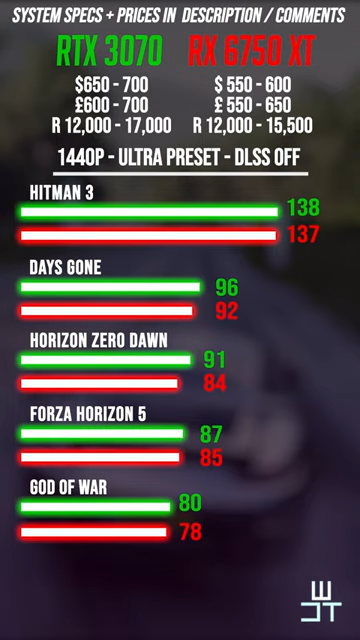 SYSTEM SPECS + PRICES IN DESCRIPTION / COMMENTS
RTX 3070 RX 6750 XT
$650 - 700 $ 550 - 600
£600 - 700 £ 550 - 650
R 12,000 - 17,000 R 12,000 - 15,500
1440P - ULTRA PRESET - DLSS OFF
HITMAN 3
138
137
DAYS GONE
96
92
HORIZON ZERO DAWN
91
84
FORZA HORIZON 5
87
85
GOD OF WAR
80
78